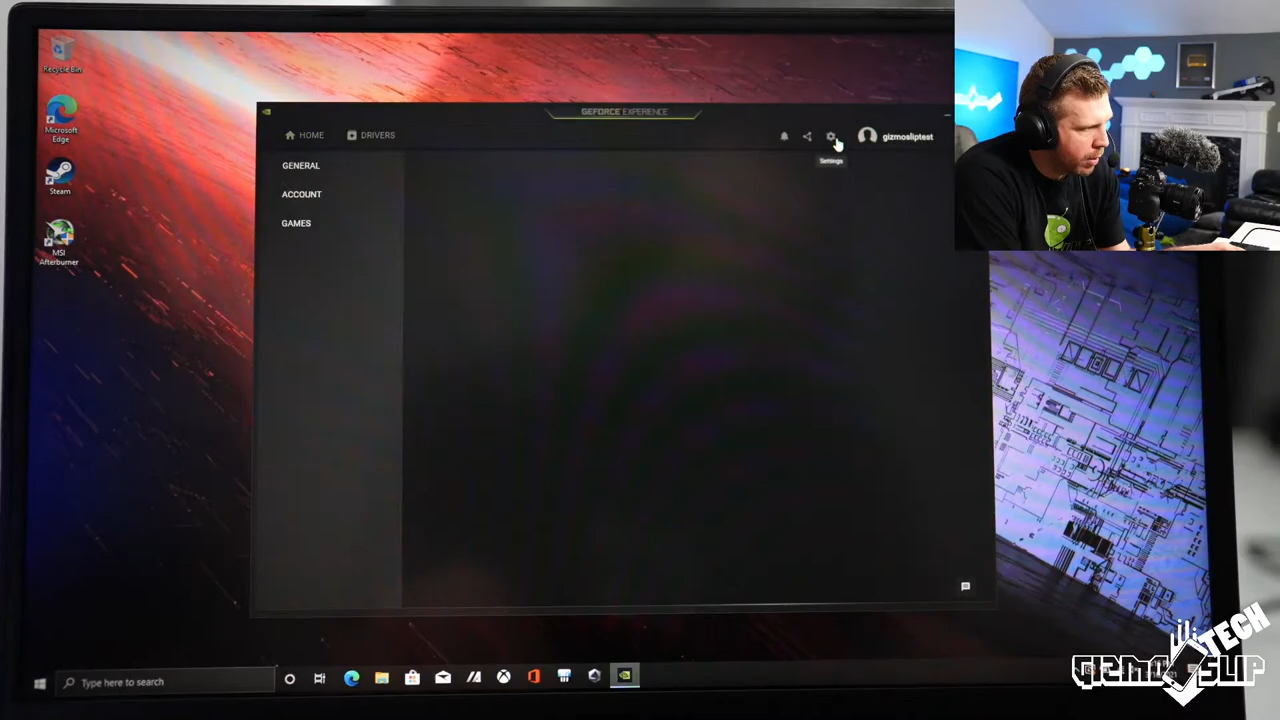 Recycle Bin
Microsoft
Edge
Steam
MSI
Afterburner
GEFORCE EXPERIENCE
HOME
DRIVERS
gizmosliptest
Settings
GENERAL
ACCOUNT
GAMES
Type here to search
TECH
GIZMO SLIP